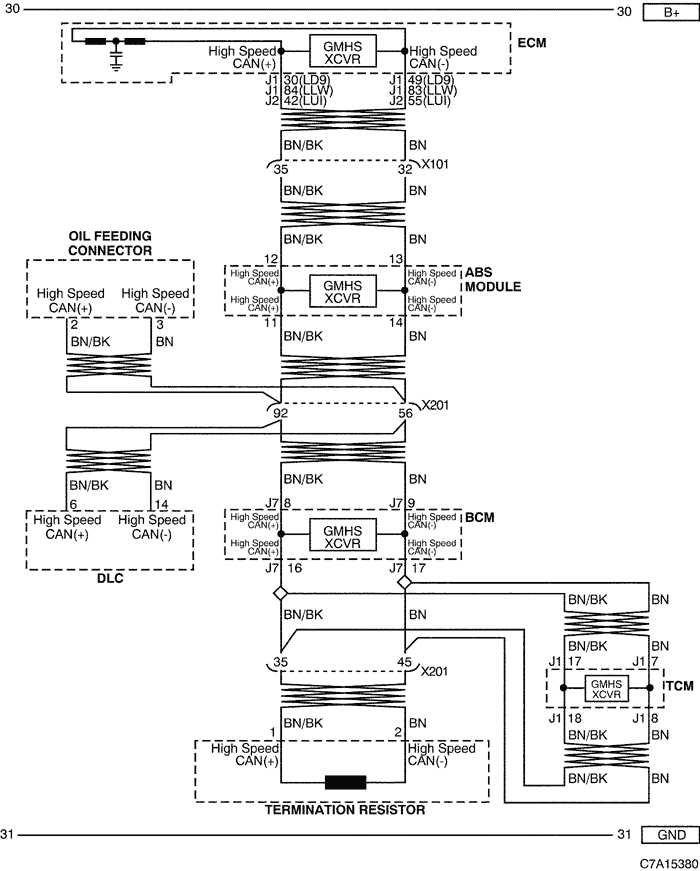 30 30 B+
ECM
High Speed CAN(+) GMHS XCVR High Speed CAN(-)
J1 30(LD9) J1 49(LD9)
J1 84(LLW) J1 83(LLW)
J2 42(LUI) J2 55(LUI)
BN/BK BN
35 32 X101
BN/BK BN
BN/BK BN
12 13
ABS MODULE
High Speed CAN(+) High Speed CAN(-)
GMHS XCVR
High Speed CAN(+) High Speed CAN(-)
11 14
OIL FEEDING CONNECTOR
High Speed CAN(+) High Speed CAN(-)
2 3
BN/BK BN
BN/BK BN
92 56 X201
BN/BK BN
6 14
High Speed CAN(+) High Speed CAN(-)
DLC
BN/BK BN
J7 8 J7 9
BCM
High Speed CAN(+) High Speed CAN(-)
GMHS XCVR
High Speed CAN(+) High Speed CAN(-)
J7 16 J7 17
BN/BK BN
BN/BK BN
BN/BK BN
35 45 X201
J1 17 J1 7
GMHS XCVR
TCM
J1 18 J1 8
BN/BK BN
BN/BK BN
BN/BK BN
1 2
High Speed CAN(+) High Speed CAN(-)
TERMINATION RESISTOR
31 31 GND
C7A15380